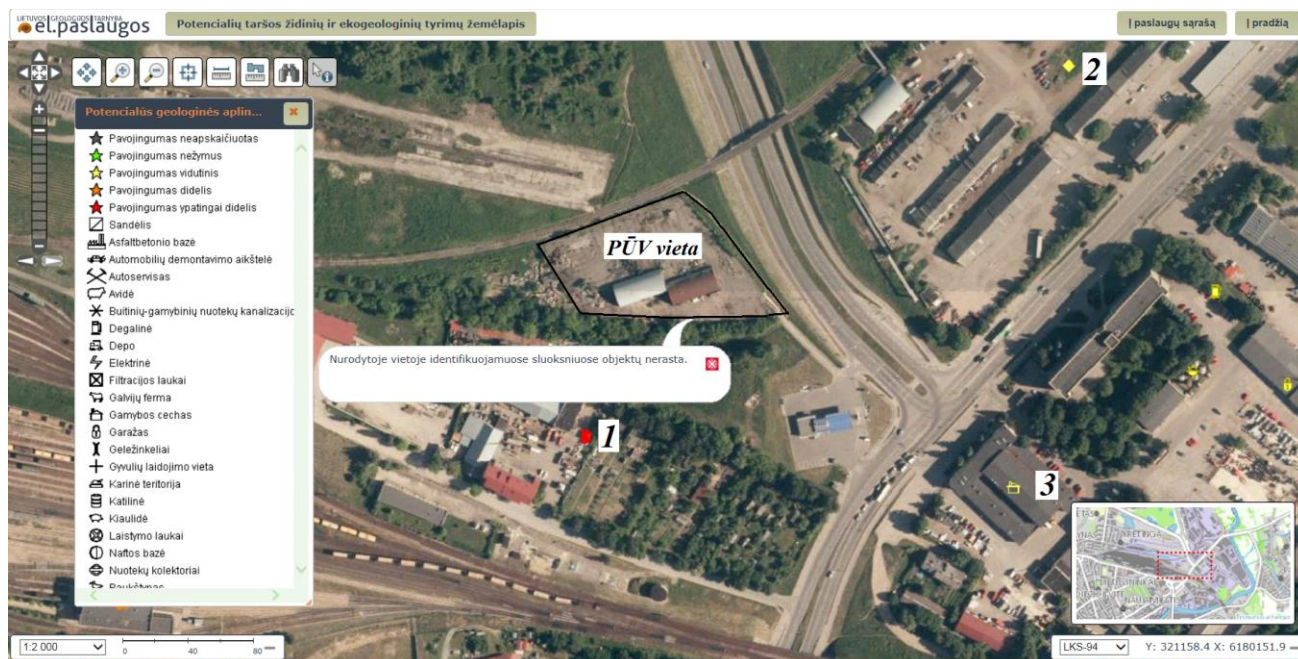 LIETUVOS GEOLOGIJOS TARNYBA
el.paslaugos
Potencialių taršos židinių ir ekogeologinių tyrimų žemėlapis
Į paslaugų sąrašą
Į pradžią
Potencialūs geologinės aplin...
Pavojingumas neapskaičiuotas
Pavojingumas nežymus
Pavojingumas vidutinis
Pavojingumas didelis
Pavojingumas ypatingai didelis
Sandėlis
Asfaltbetonio bazė
Automobilių demontavimo aikštelė
Autoservisas
Avidė
Buitinių-gamybinių nuotekų kanalizacijo
Degalinė
Depo
Elektrinė
Filtracijos laukai
Galvijų ferma
Gamybos cechas
Garažas
Geležinkeliai
Gyvulių laidojimo vieta
Karinė teritorija
Katilinė
Kiaulidė
Laistymo laukai
Naftos bazė
Nuotekų kolektoriai
Paukštynas
PŪV vieta
2
Nurodytoje vietoje identifikuojamuose sluoksniuose objektų nerasta.
1
3
1:2 000
0 40 80
LKS-94
Y: 321158.4 X: 6180151.9